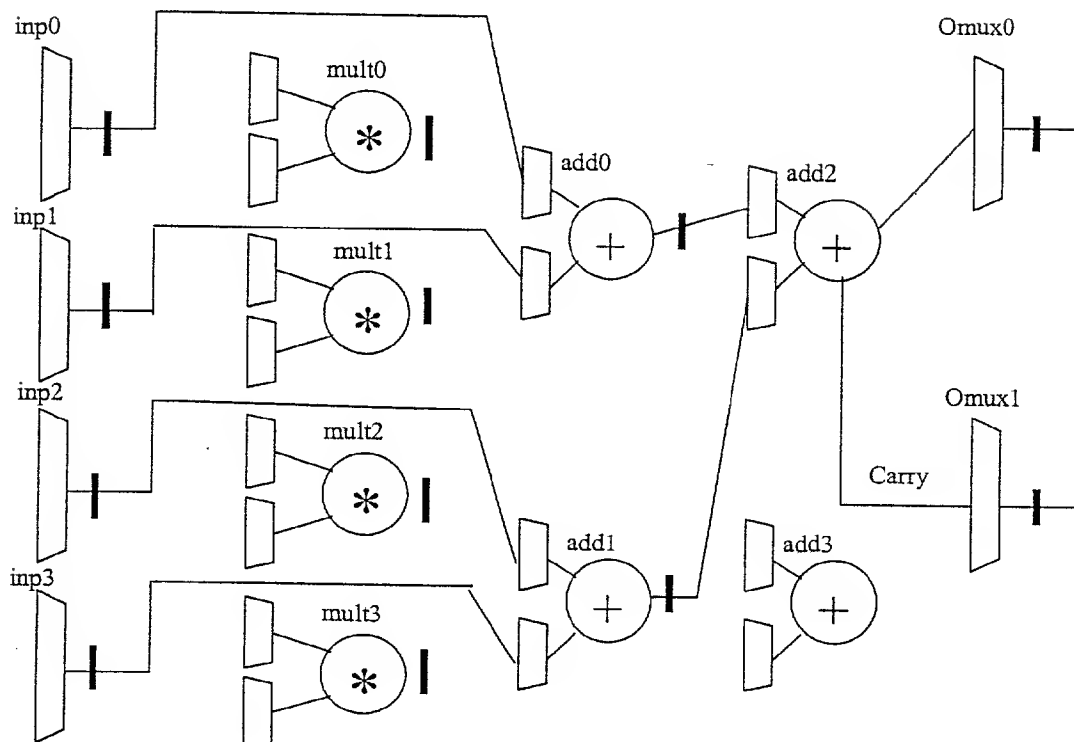 inp0
Omux0
mult0
add0
add2
inp1
mult1
inp2
Omux1
mult2
Carry
add1
add3
inp3
mult3
*
*
*
*
+
+
+
+